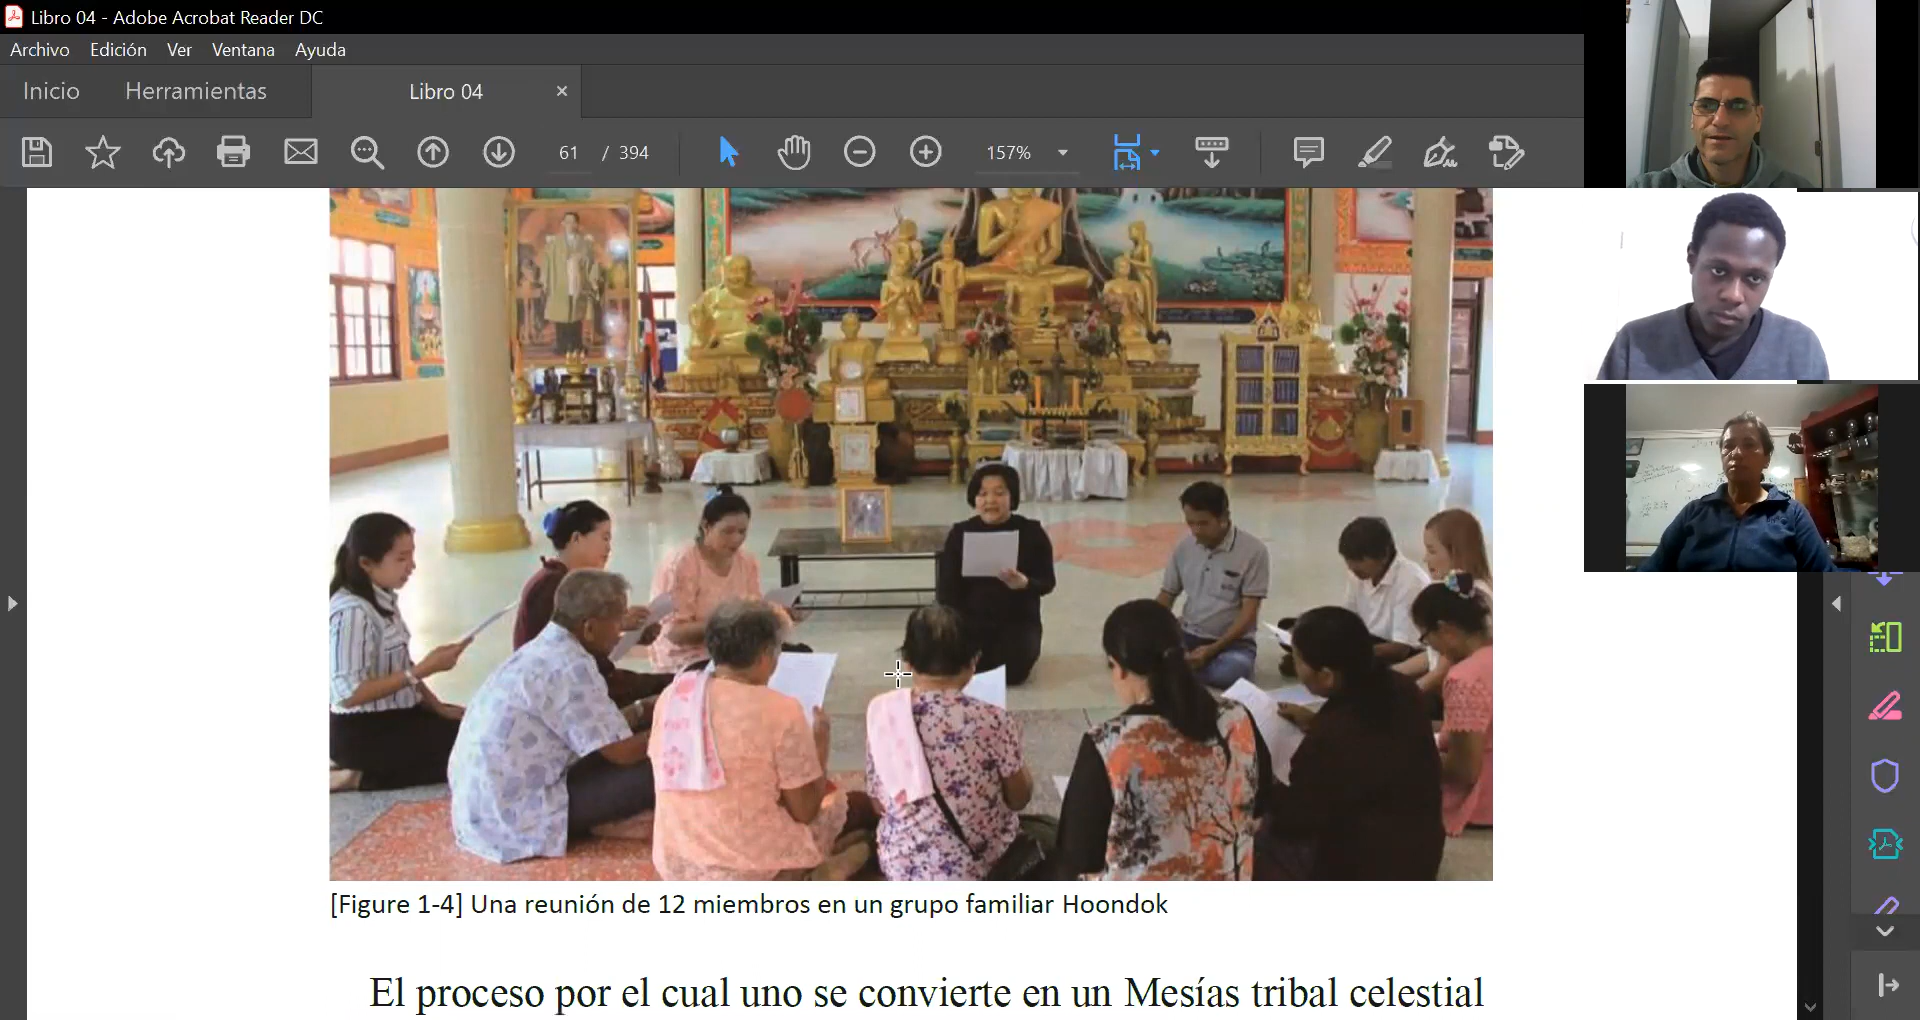 Libro 04 - Adobe Acrobat Reader DC
Archivo Edición Ver Ventana Ayuda
Inicio Herramientas Libro 04
61 / 394 157%
[Figure 1-4] Una reunión de 12 miembros en un grupo familiar Hoondok
El proceso por el cual uno se convierte en un Mesías tribal celestial